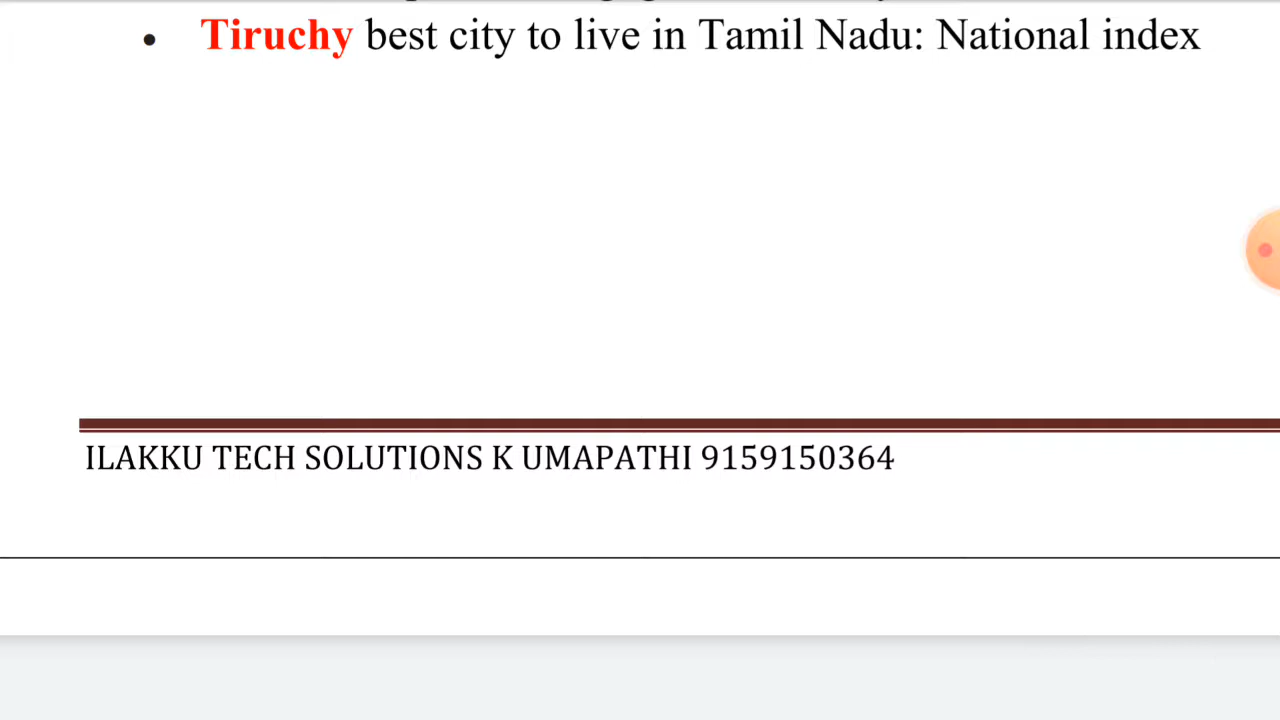 • Tiruchy best city to live in Tamil Nadu: National index
ILAKKU TECH SOLUTIONS K UMAPATHI 9159150364